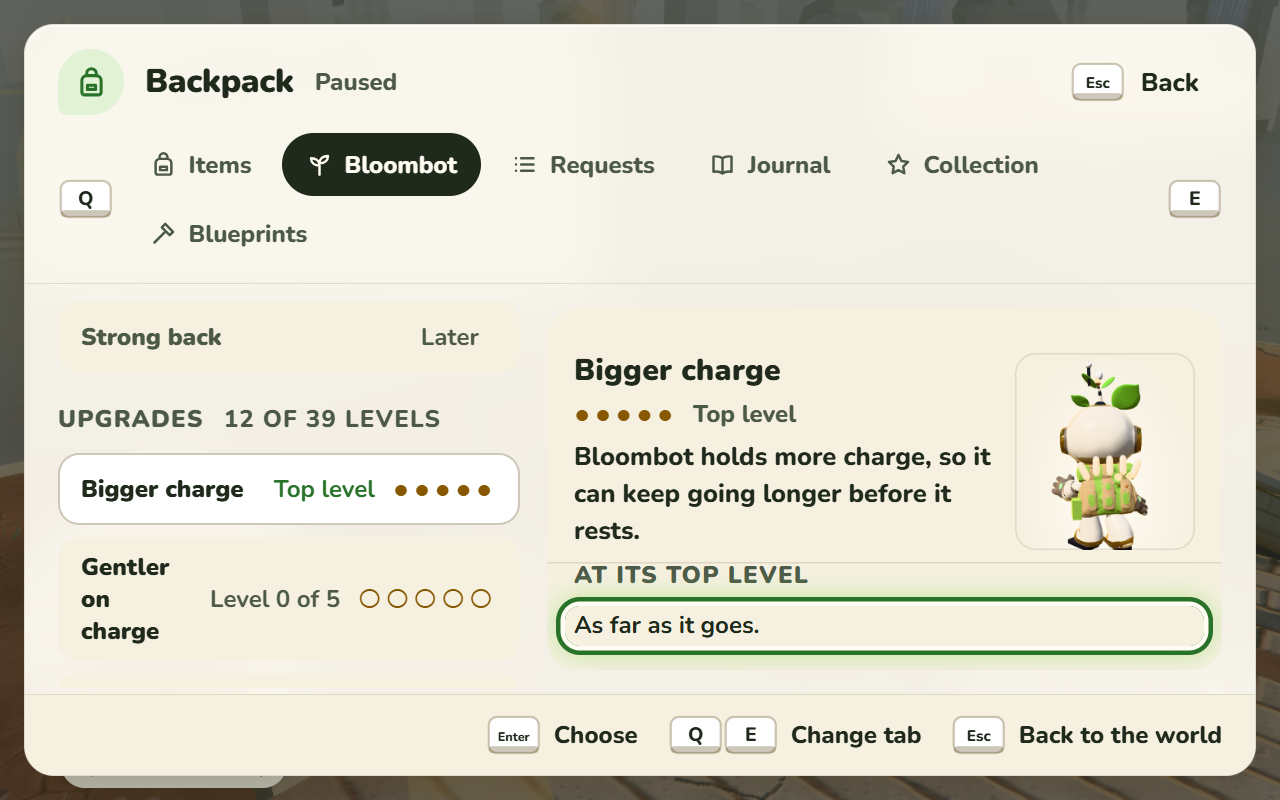 Backpack Paused
Esc Back
Items Bloombot Requests Journal Collection
Q E
Blueprints
Strong back Later
UPGRADES 12 OF 39 LEVELS
Bigger charge Top level
Gentler on charge Level 0 of 5
Bigger charge
Top level
Bloombot holds more charge, so it
can keep going longer before it
rests.
AT ITS TOP LEVEL
As far as it goes.
Enter Choose Q E Change tab Esc Back to the world